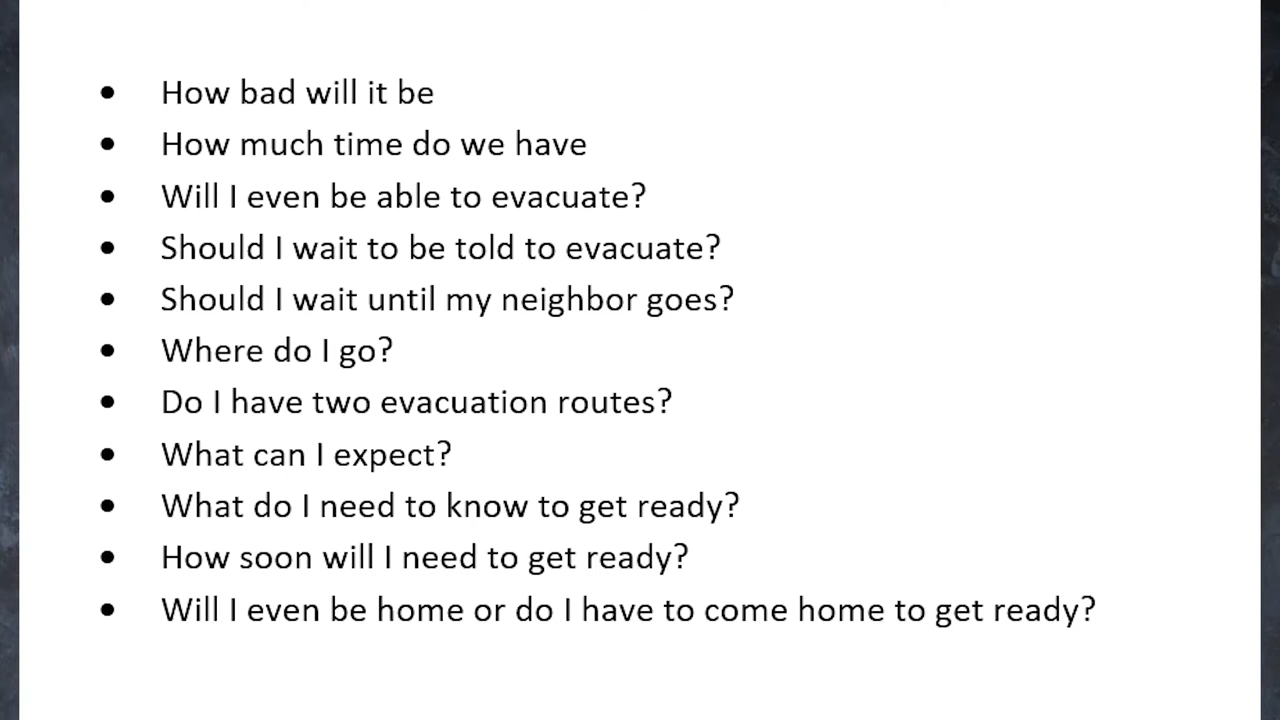 • How bad will it be
• How much time do we have
• Will I even be able to evacuate?
• Should I wait to be told to evacuate?
• Should I wait until my neighbor goes?
• Where do I go?
• Do I have two evacuation routes?
• What can I expect?
• What do I need to know to get ready?
• How soon will I need to get ready?
• Will I even be home or do I have to come home to get ready?